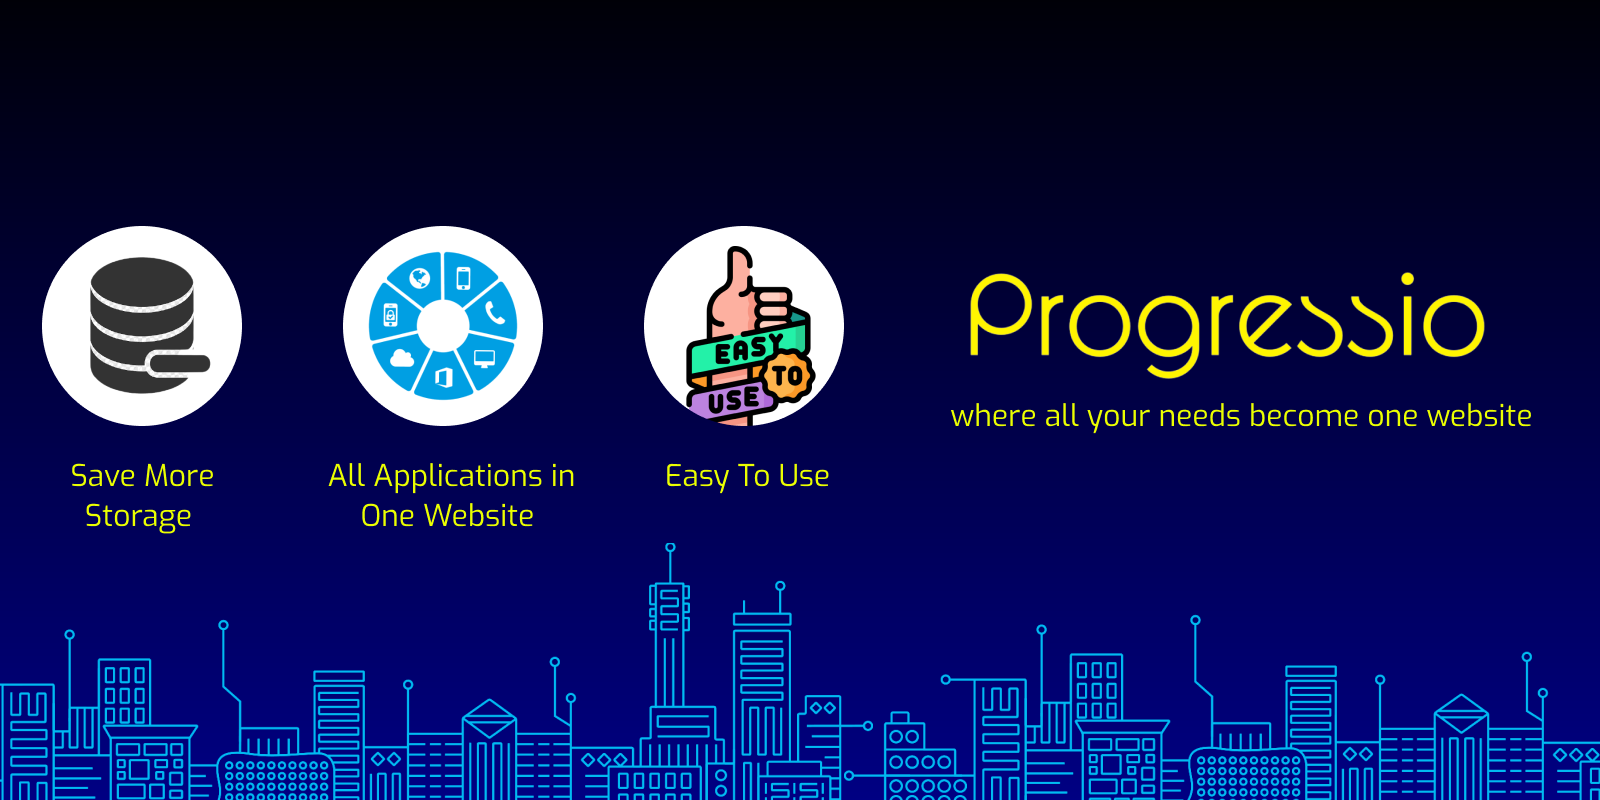 EASY
TO
USE
Save More
Storage
All Applications in
One Website
Easy To Use
Progressio
where all your needs become one website